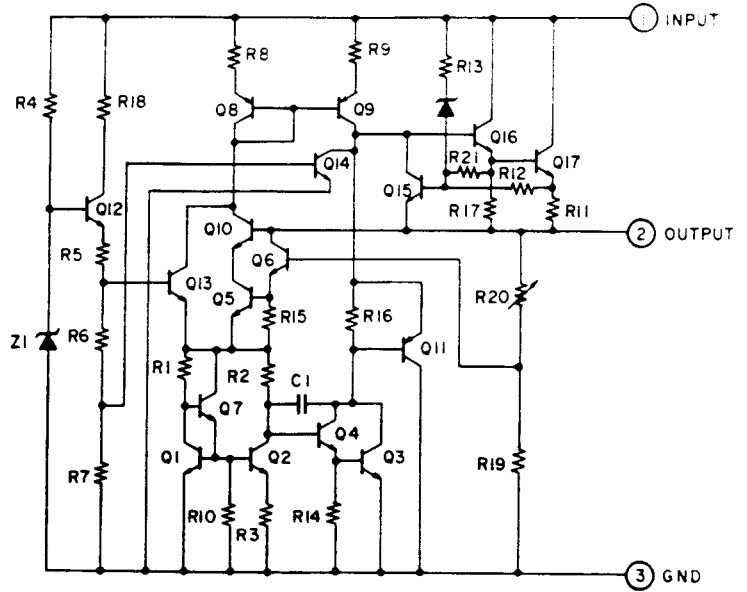 1 INPUT
R8
R9
R13
R4
R18
Q8
Q9
Q16
Q14
R21
R12
Q17
Q12
Q15
R17
R11
Q10
2 OUTPUT
R5
Q6
Q13
Q5
R20
R15
R16
Z1
R6
Q11
R1
R2
C1
Q7
Q4
Q1
Q2
Q3
R7
R19
R10
R3
R14
3 GND